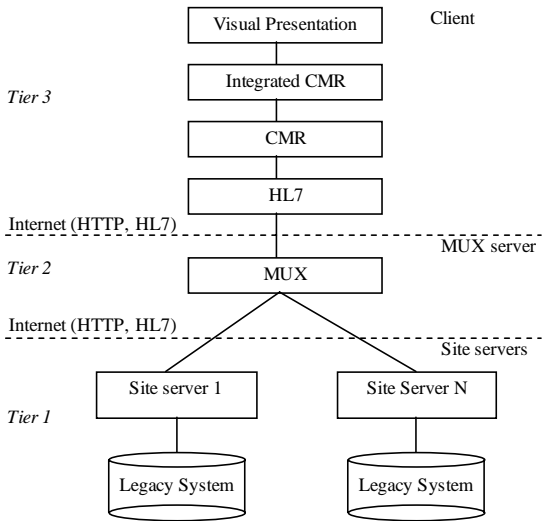 Visual Presentation
Client
Integrated CMR
Tier 3
CMR
HL7
Internet (HTTP, HL7)
MUX server
Tier 2
MUX
Internet (HTTP, HL7)
Site servers
Site server 1
Site Server N
Tier 1
Legacy System
Legacy System